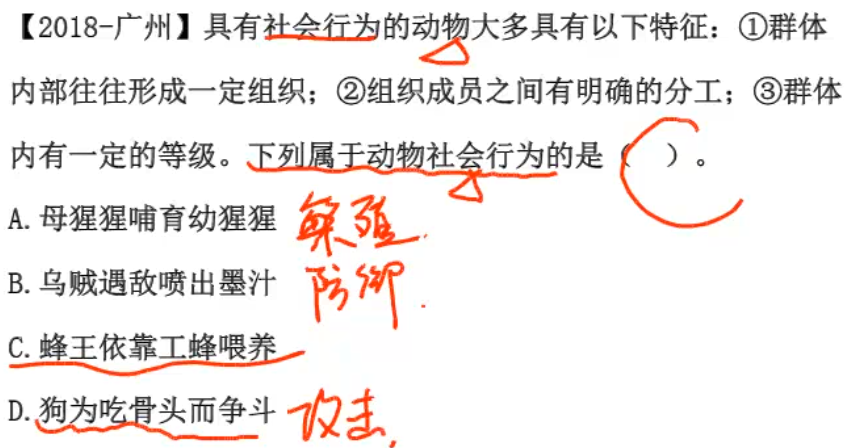 【2018-广州】具有社会行为的动物大多具有以下特征：①群体
内部往往形成一定组织；②组织成员之间有明确的分工；③群体
内有一定的等级。下列属于动物社会行为的是（ ）。
A.母猩猩哺育幼猩猩 繁殖.
B.乌贼遇敌喷出墨汁 防御.
C.蜂王依靠工蜂喂养
D.狗为吃骨头而争斗 攻击,